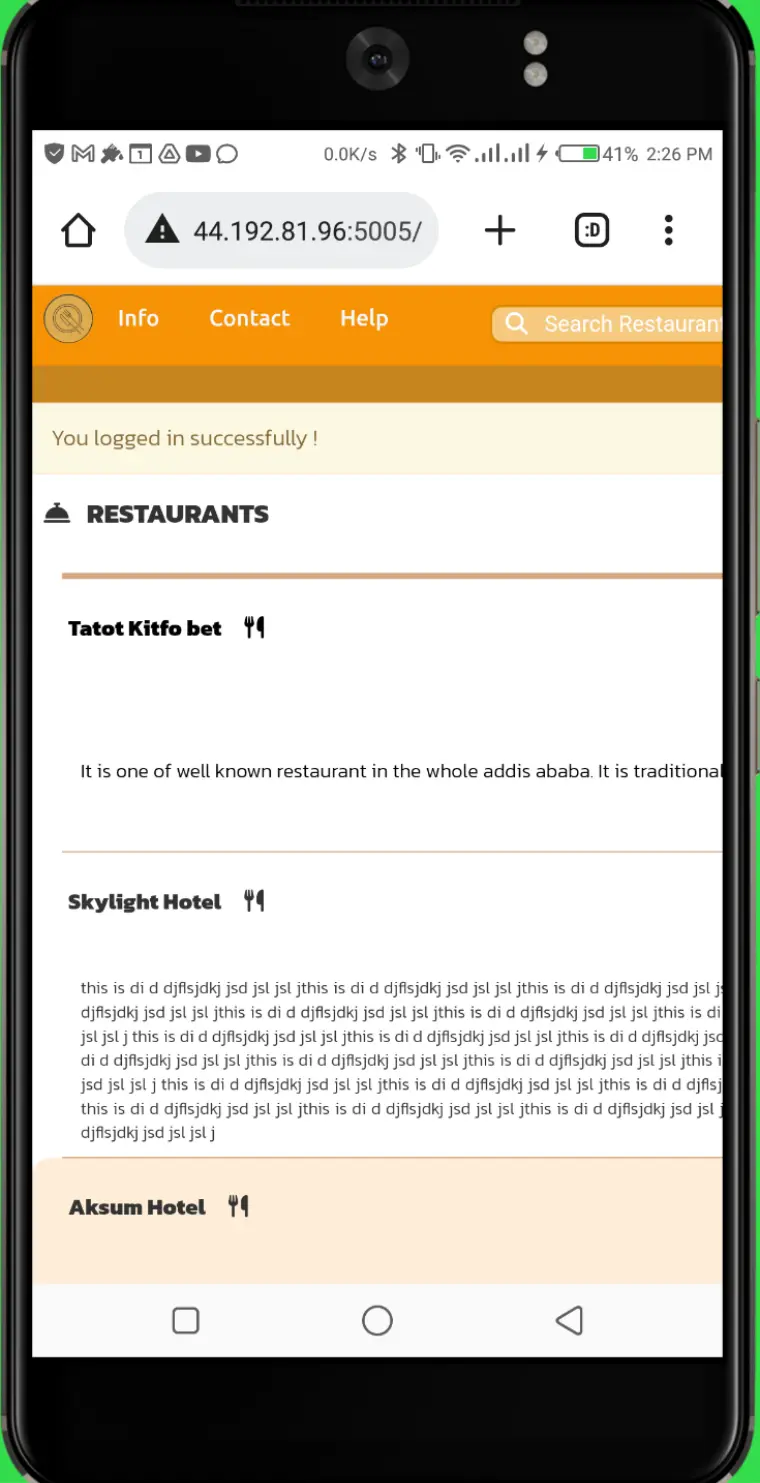 1
0.0K/s
41%
2:26 PM
44.192.81.96:5005/
:D
Info
Contact
Help
Search Restaurant
You logged in successfully !
RESTAURANTS
Tatot Kitfo bet
It is one of well known restaurant in the whole addis ababa. It is traditional
Skylight Hotel
this is di d djflsjdkj jsd jsl jsl jthis is di d djflsjdkj jsd jsl jsl jthis is di d djflsjdkj jsd jsl js
djflsjdkj jsd jsl jsl jthis is di d djflsjdkj jsd jsl jsl jthis is di d djflsjdkj jsd jsl jsl jthis is di
jsl jsl j this is di d djflsjdkj jsd jsl jsl jthis is di d djflsjdkj jsd jsl jsl jthis is di d djflsjdkj jsd
di d djflsjdkj jsd jsl jsl jthis is di d djflsjdkj jsd jsl jsl jthis is di d djflsjdkj jsd jsl jsl jthis i
jsd jsl jsl j this is di d djflsjdkj jsd jsl jsl jthis is di d djflsjdkj jsd jsl jsl jthis is di d djflsj
this is di d djflsjdkj jsd jsl jsl jthis is di d djflsjdkj jsd jsl jsl jthis is di d djflsjdkj jsd jsl j
djflsjdkj jsd jsl jsl j
Aksum Hotel